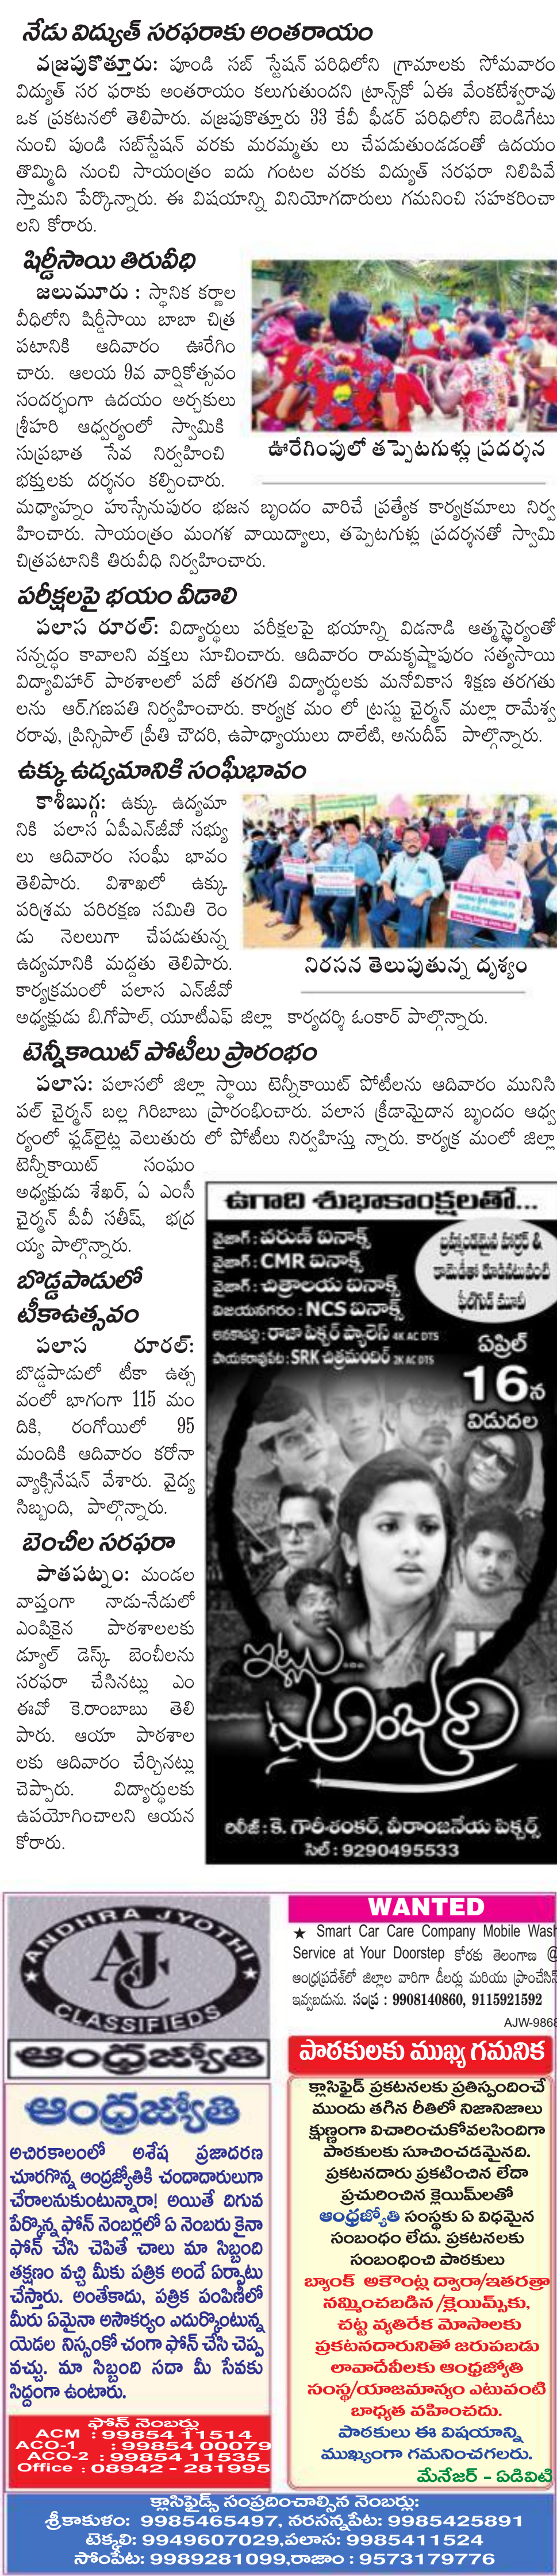 నేడు విద్యుత్ సరఫరాకు అంతరాయం
వజ్రపుకొత్తూరు: పూండి సబ్ స్టేషన్ పరిధిలోని గ్రామాలకు సోమవారం
విద్యుత్ సర ఫరాకు అంతరాయం కలుగుతుందని ట్రాన్స్‌కో ఏఈ వేంకటేశ్వరావు
ఒక ప్రకటనలో తెలిపారు. వజ్రపుకొత్తూరు 33 కేవీ ఫీడర్ పరిధిలోని బెండిగేటు
నుంచి పుండి సబ్‌స్టేషన్ వరకు మరమ్మతు లు చేపడుతుండడంతో ఉదయం
తొమ్మిది నుంచి సాయంత్రం ఐదు గంటల వరకు విద్యుత్ సరఫరా నిలిపివే
స్తామని పేర్కొన్నారు. ఈ విషయాన్ని వినియోగదారులు గమనించి సహకరించా
లని కోరారు.
షిర్డీసాయి తిరువీధి
జలుమూరు : స్థానిక కర్ణాల
వీధిలోని షిర్డీసాయి బాబా చిత్ర
పటానికి ఆదివారం ఊరేగిం
చారు. ఆలయ 9వ వార్షికోత్సవం
సందర్భంగా ఉదయం అర్చకులు
శ్రీహరి ఆధ్వర్యంలో స్వామికి
సుప్రభాత సేవ నిర్వహించి
భక్తులకు దర్శనం కల్పించారు.
మధ్యాహ్నం హుస్సేనుపురం భజన బృందం వారిచే ప్రత్యేక కార్యక్రమాలు నిర్వ
హించారు. సాయంత్రం మంగళ వాయిద్యాలు, తప్పెటగుళ్లు ప్రదర్శనతో స్వామి
చిత్రపటానికి తిరువీధి నిర్వహించారు.
ఊరేగింపులో తప్పెటగుళ్లు ప్రదర్శన
పరీక్షలపై భయం వీడాలి
పలాస రూరల్: విద్యార్థులు పరీక్షలపై భయాన్ని విడనాడి ఆత్మస్థైర్యంతో
సన్నద్ధం కావాలని వక్తలు సూచించారు. ఆదివారం రామకృష్ణాపురం సత్యసాయి
విద్యావిహార్ పాఠశాలలో పదో తరగతి విద్యార్థులకు మనోవికాస శిక్షణ తరగతు
లను ఆర్.గణపతి నిర్వహించారు. కార్యక్ర మం లో ట్రస్టు చైర్మన్ మల్లా రామేశ్వ
రరావు, ప్రిన్సిపాల్ ప్రీతి చౌదరి, ఉపాధ్యాయులు దాలేటి, అనుదీప్ పాల్గొన్నారు.
ఉక్కు ఉద్యమానికి సంఘీభావం
కాశీబుగ్గ: ఉక్కు ఉద్యమా
నికి పలాస ఏపీఎన్‌జీవో సభ్యు
లు ఆదివారం సంఘీ భావం
తెలిపారు. విశాఖలో ఉక్కు
పరిశ్రమ పరిరక్షణ సమితి రెం
డు నెలలుగా చేపడుతున్న
ఉద్యమానికి మద్దతు తెలిపారు.
కార్యక్రమంలో పలాస ఎన్‌జీవో
అధ్యక్షుడు బి.గోపాల్, యూటీఎఫ్ జిల్లా కార్యదర్శి ఓంకార్ పాల్గొన్నారు.
నిరసన తెలుపుతున్న దృశ్యం
టెన్నీకాయిట్ పోటీలు ప్రారంభం
పలాస: పలాసలో జిల్లా స్థాయి టెన్నీకాయిట్ పోటీలను ఆదివారం మునిసి
పల్ చైర్మన్ బల్ల గిరిబాబు ప్రారంభించారు. పలాస క్రీడామైదాన బృందం ఆధ్వ
ర్యంలో ఫ్లడ్‌లైట్ల వెలుతురు లో పోటీలు నిర్వహిస్తు న్నారు. కార్యక్ర మంలో జిల్లా
టెన్నీకాయిట్ సంఘం
అధ్యక్షుడు శేఖర్, ఏ ఎంసీ
చైర్మన్ పీవీ సతీష్, భద్ర
య్య పాల్గొన్నారు.
బొడ్డపాడులో
టీకాఉత్సవం
పలాస రూరల్:
బొడ్డపాడులో టీకా ఉత్స
వంలో భాగంగా 115 మం
దికి, రంగోయిలో 95
మందికి ఆదివారం కరోనా
వ్యాక్సినేషన్ వేశారు. వైద్య
సిబ్బంది, పాల్గొన్నారు.
బెంచీల సరఫరా
పాతపట్నం: మండల
వాప్తంగా నాడు-నేడులో
ఎంపికైన పాఠశాలలకు
డ్యూల్ డెస్క్ బెంచీలను
సరఫరా చేసినట్లు ఎం
ఈవో కె.రాంబాబు తెలి
పారు. ఆయా పాఠశాల
లకు ఆదివారం చేర్చినట్లు
చెప్పారు. విద్యార్థులకు
ఉపయోగించాలని ఆయన
కోరారు.
ఉగాది శుభాకాంక్షలతో...
వైజాగ్ : వరుణ్ ఐనాక్స్
వైజాగ్ : CMR ఐనాక్స్
వైజాగ్ : చిత్రాలయ ఐనాక్స్
విజయనగరం : NCS ఐనాక్స్
అనకాపల్లి : రాజా పిక్చర్ ప్యాలెస్ 4K AC DTS
పాయకరావుపేట : SRK చిత్రమందిర్ 2K AC DTS
బ్రహ్మాండమైన హర్రర్ &
కామెడీతో రూపొందినటువంటి
ఫీల్‌గుడ్ మూవీ
ఏప్రిల్
16న
విడుదల
ఇట్లు...
అంజలి
రిలీజ్ : కె. గౌరీశంకర్, వీరాంజనేయ పిక్చర్స్
సెల్ : 9290495533
ANDHRA JYOTHI
AJC
CLASSIFIEDS
ఆంధ్రజ్యోతి
ఆంధ్రజ్యోతి
అచిరకాలంలో అశేష ప్రజాదరణ
చూరగొన్న ఆంధ్రజ్యోతికి చందాదారులుగా
చేరాలనుకుంటున్నారా! అయితే దిగువ
పేర్కొన్న ఫోన్ నెంబర్లలో ఏ నెంబరు కైనా
ఫోన్ చేసి చెపితే చాలు మా సిబ్బంది
తక్షణం వచ్చి మీకు పత్రిక అందే ఏర్పాటు
చేస్తారు. అంతేకాదు, పత్రిక పంపిణీలో
మీరు ఏమైనా అసౌకర్యం ఎదుర్కొంటున్న
యెడల నిస్సంకో చంగా ఫోన్ చేసి చెప్ప
వచ్చు. మా సిబ్బంది సదా మీ సేవకు
సిద్ధంగా ఉంటారు.
ఫోన్ నెంబర్లు
ACM : 99854 11514
ACO-1 : 99854 00079
ACO-2 : 99854 11535
Office : 08942 - 281995
WANTED
★ Smart Car Care Company Mobile Wash
Service at Your Doorstep కోరకు తెలంగాణ @
ఆంధ్రప్రదేశ్‌లో జిల్లాల వారిగా డీలర్లు మరియు ప్రాంచేసిస్
ఇవ్వబడును. సంప్ర : 9908140860, 9115921592
AJW-9868
పాఠకులకు ముఖ్య గమనిక
క్లాసిఫైడ్ ప్రకటనలకు ప్రతిస్పందించే
ముందు తగిన రీతిలో నిజానిజాలు
క్షుణ్ణంగా విచారించుకోవలసిందిగా
పాఠకులకు సూచించడమైనది.
ప్రకటనదారు ప్రకటించిన లేదా
ప్రచురించిన క్లెయిమ్‌లతో
ఆంధ్రజ్యోతి సంస్థకు ఏ విధమైన
సంబంధం లేదు. ప్రకటనలకు
సంబంధించి పాఠకులు
బ్యాంక్ అకౌంట్ల ద్వారా/ఇతరత్రా
నమ్మించబడిన /క్లెయిమ్స్‌కు,
చట్ట వ్యతిరేక మోసాలకు
ప్రకటనదారునితో జరుపబడు
లావాదేవీలకు ఆంధ్రజ్యోతి
సంస్థ/యాజమాన్యం ఎటువంటి
బాధ్యత వహించదు.
పాఠకులు ఈ విషయాన్ని
ముఖ్యంగా గమనించగలరు.
మేనేజర్ - ఏడివిటి
క్లాసిఫైడ్స్ సంప్రదించాల్సిన నెంబర్లు:
శ్రీకాకుళం: 9985465497, నరసన్నపేట: 9985425891
టెక్కలి: 9949607029,పలాస: 9985411524
సోంపేట: 9989281099,రాజాం : 9573179776